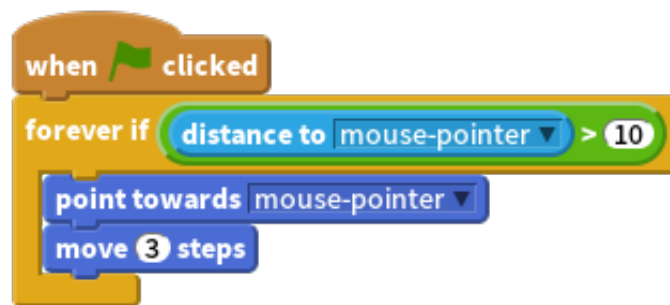 when clicked
forever if distance to mouse-pointer > 10
point towards mouse-pointer
move 3 steps